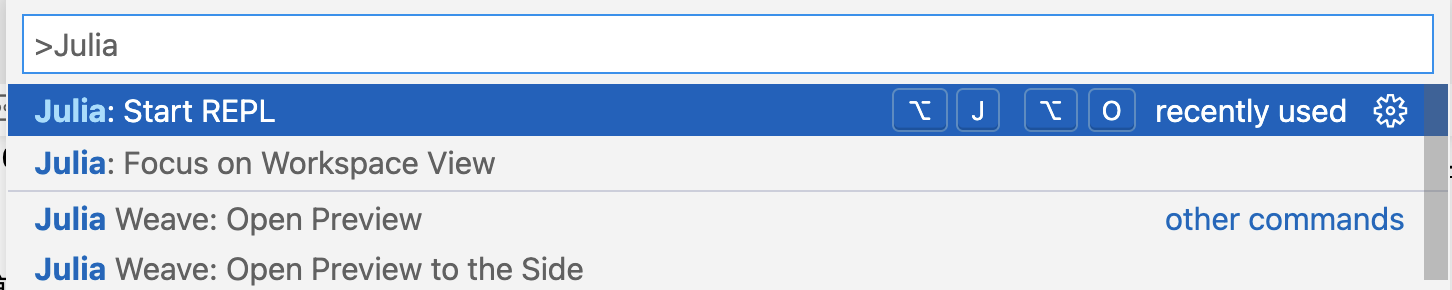 >Julia
Julia: Start REPL ⌥ J ⌥ O recently used
Julia: Focus on Workspace View
Julia Weave: Open Preview other commands
Julia Weave: Open Preview to the Side